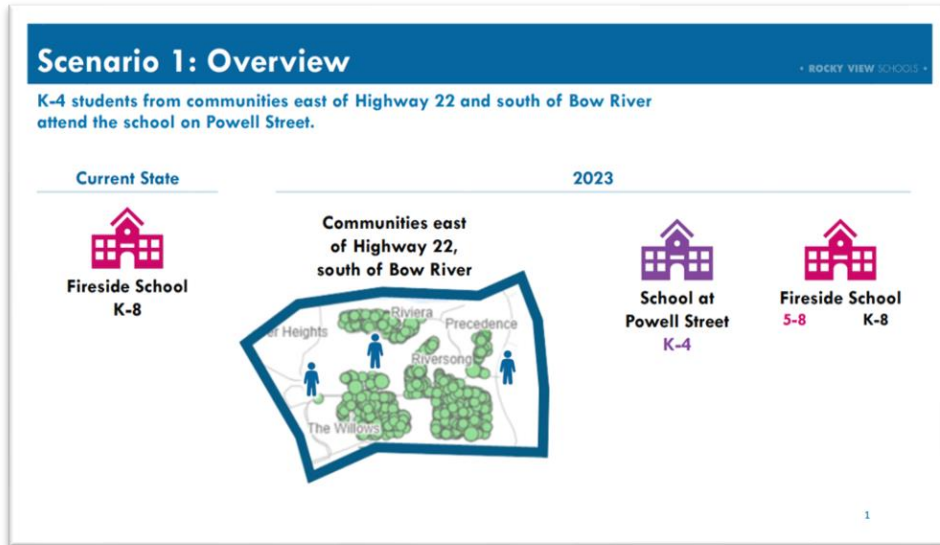 Scenario 1: Overview
• ROCKY VIEW SCHOOLS •
K-4 students from communities east of Highway 22 and south of Bow River
attend the school on Powell Street.
Current State
2023
Fireside School
K-8
Communities east
of Highway 22,
south of Bow River
er Heights
Riviera
Precedence
Riversong
The Willows
School at
Powell Street
K-4
Fireside School
5-8 K-8
1